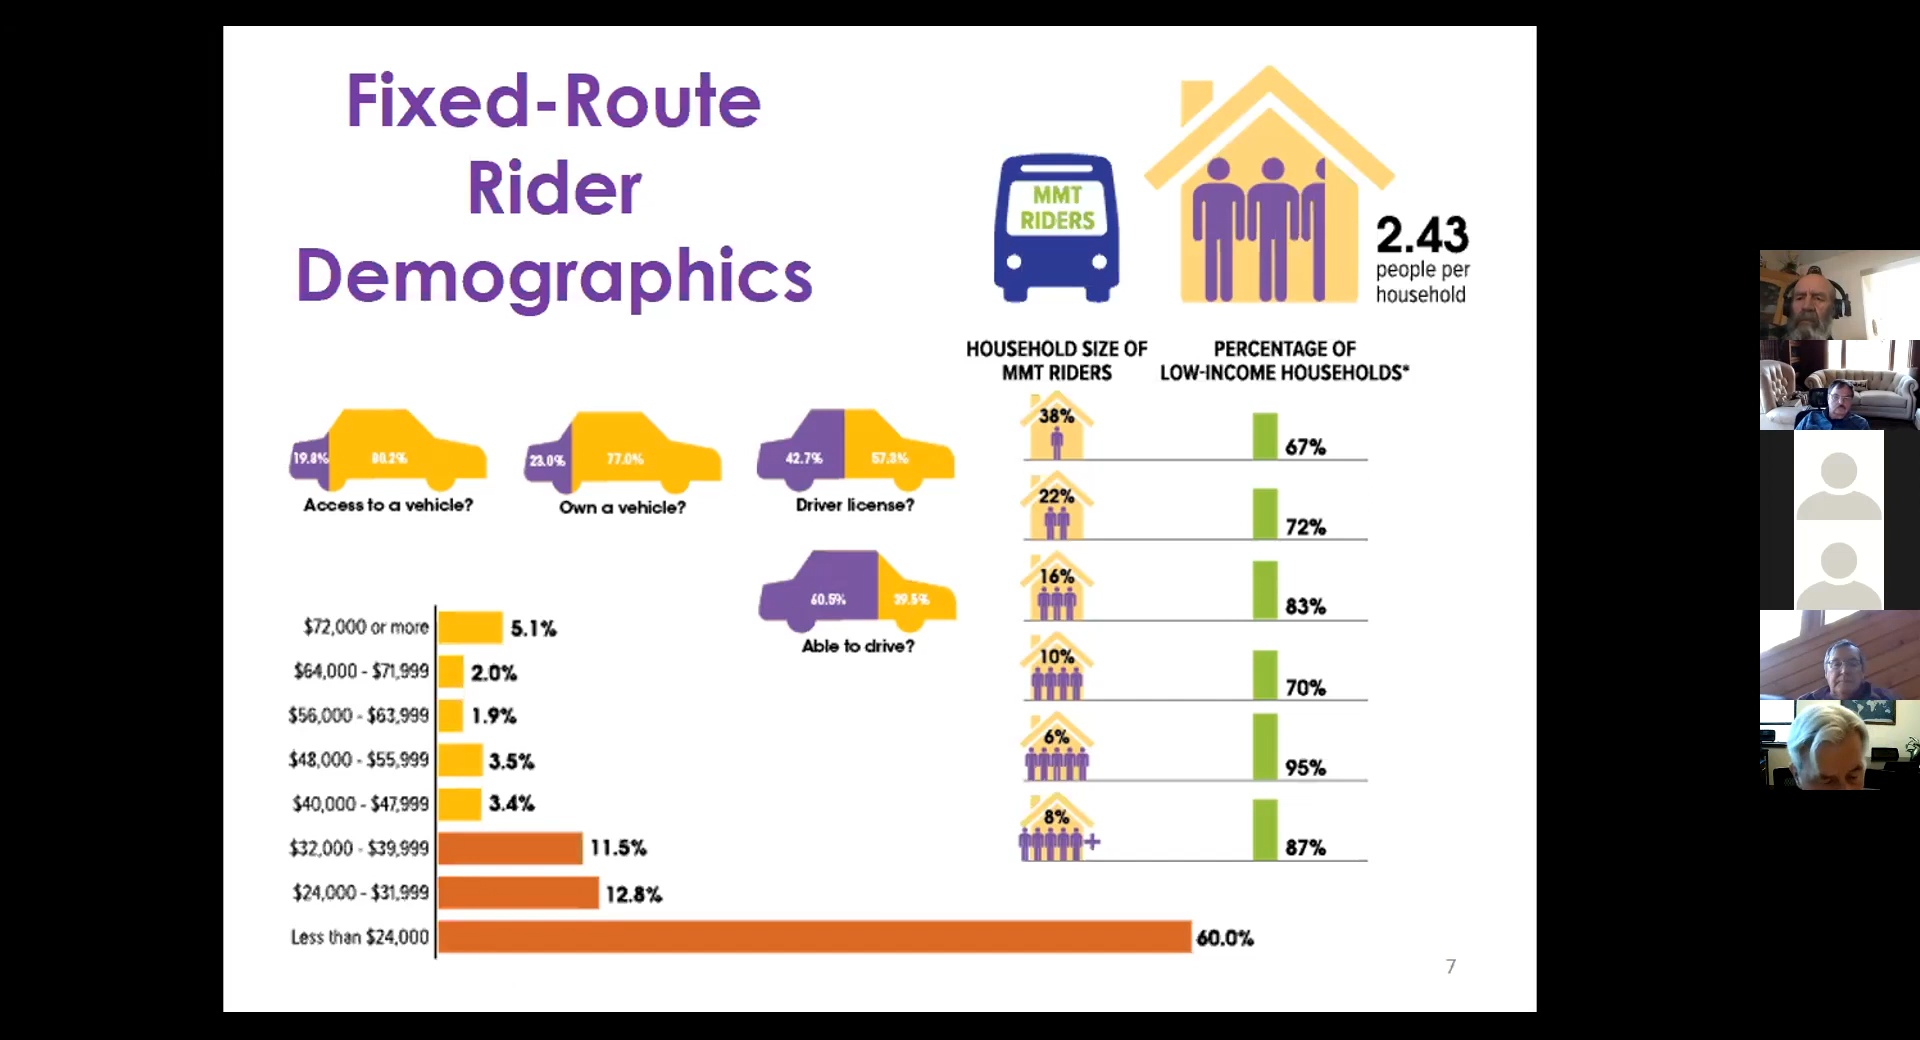 Fixed-Route
Rider
Demographics
MMT
RIDERS
2.43
people per
household
HOUSEHOLD SIZE OF
MMT RIDERS
PERCENTAGE OF
LOW-INCOME HOUSEHOLDS*
38%
67%
22%
72%
16%
83%
10%
70%
6%
95%
8%
87%
19.8% 80.2%
Access to a vehicle?
23.0% 77.0%
Own a vehicle?
42.7% 57.3%
Driver license?
60.5% 39.5%
Able to drive?
$72,000 or more 5.1%
$64,000 - $71,999 2.0%
$56,000 - $63,999 1.9%
$48,000 - $55,999 3.5%
$40,000 - $47,999 3.4%
$32,000 - $39,999 11.5%
$24,000 - $31,999 12.8%
Less than $24,000 60.0%
7